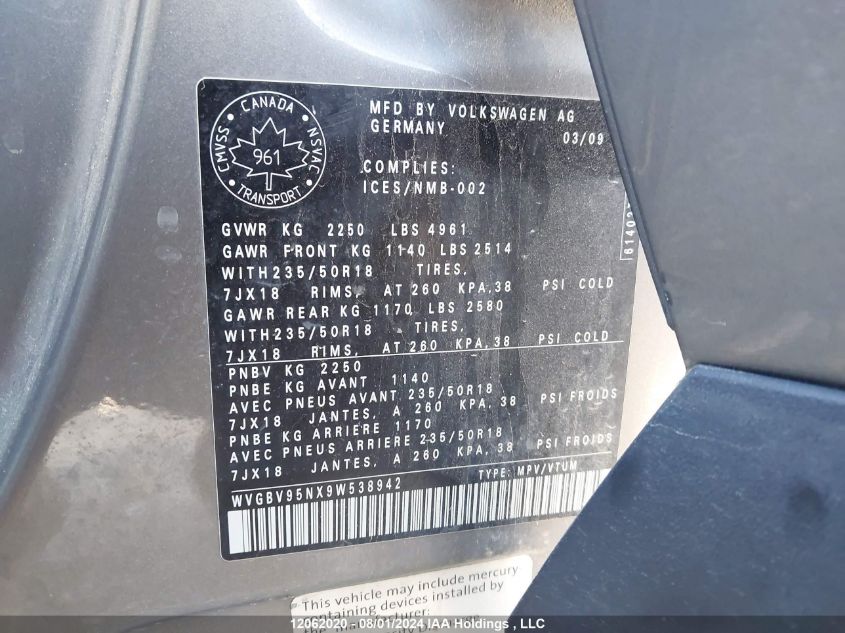 CANADA
CMVSS
NSVAC
961
TRANSPORT
MFD BY VOLKSWAGEN AG
GERMANY
03/09
COMPLIES:
ICES/NMB-002
GVWR KG 2250 LBS 4961
GAWR FRONT KG 1140 LBS 2514
WITH235/50R18 TIRES,
7JX18 RIMS, AT 260 KPA,38 PSI COLD
GAWR REAR KG 1170 LBS 2580
WITH235/50R18 TIRES,
7JX18 RIMS, AT 260 KPA,38 PSI COLD
PNBV KG 2250
PNBE KG AVANT 1140
AVEC PNEUS AVANT 235/50R18
7JX18 JANTES, A 260 KPA, 38 PSI FROIDS
PNBE KG ARRIERE 1170
AVEC PNEUS ARRIERE 235/50R18
7JX18 JANTES, A 260 KPA, 38 PSI FROIDS
WVGBV95NX9W538942 TYPE: MPV/VTUM
This vehicle may include mercury
containing devices installed by
the manufacturer:
12062020 - 08/01/2024 IAA Holdings , LLC